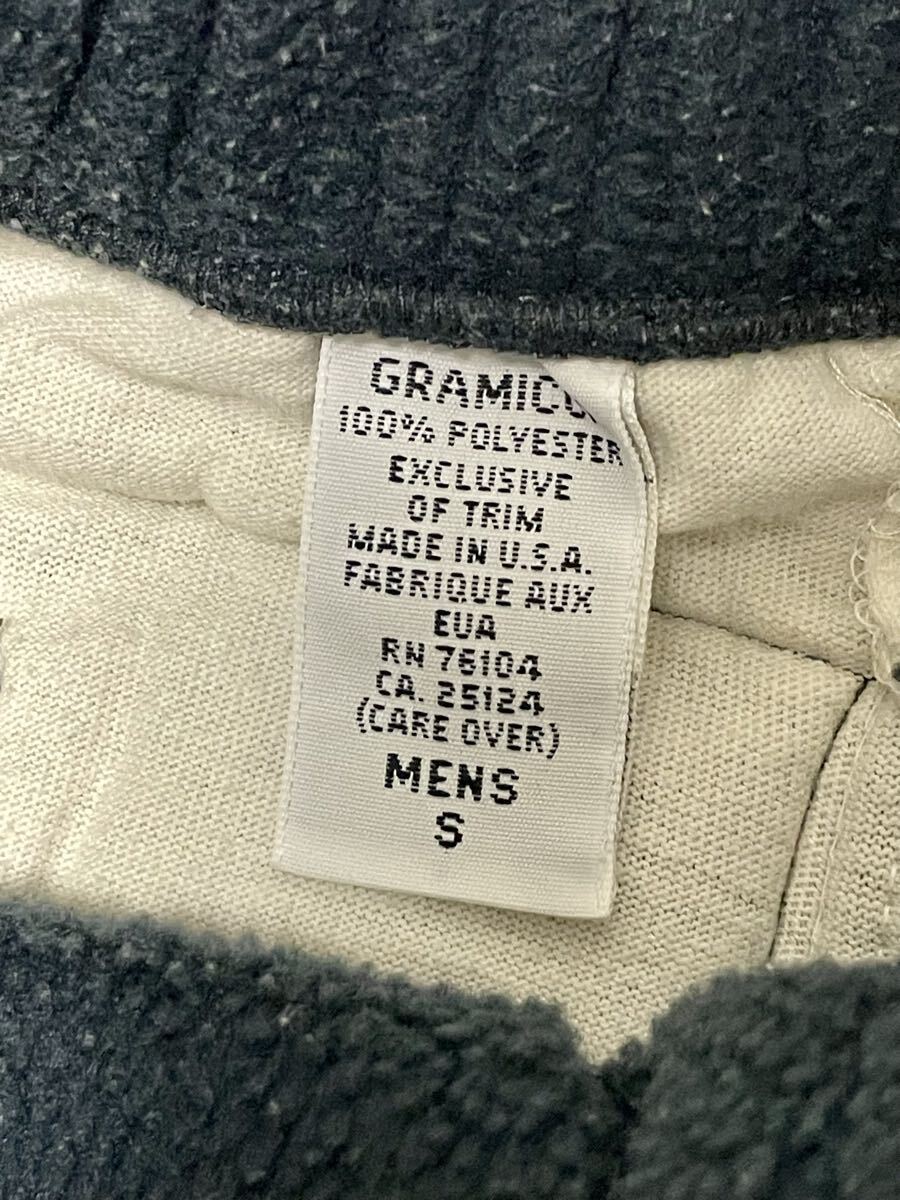 GRAMICCI
100% POLYESTER
EXCLUSIVE
OF TRIM
MADE IN U.S.A.
FABRIQUE AUX
EUA
RN 76104
CA. 25124
(CARE OVER)
MENS
S